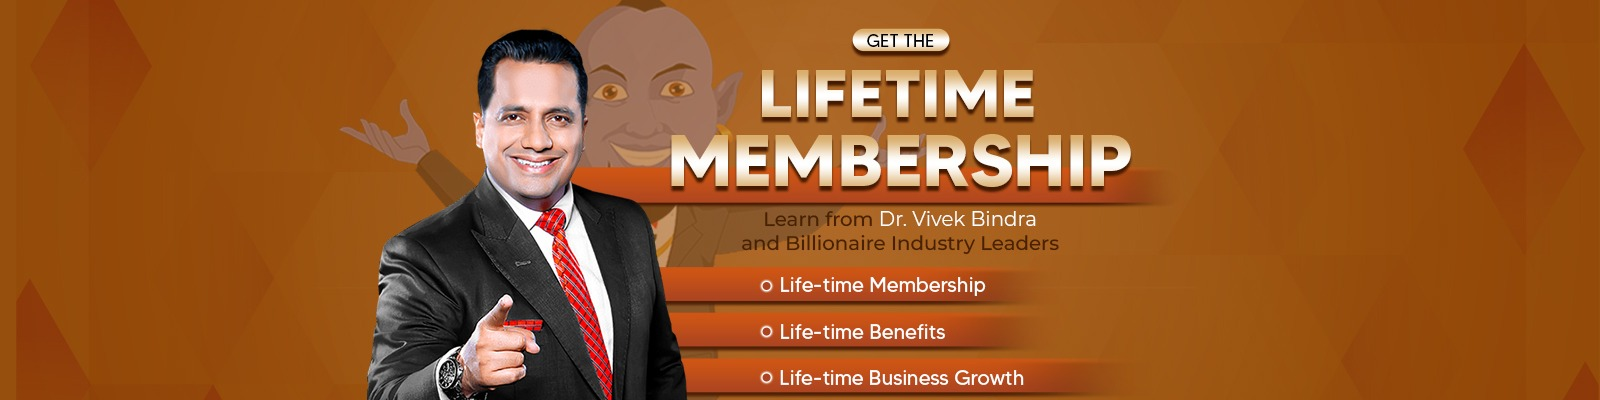 GET THE
LIFETIME
MEMBERSHIP
Learn from Dr. Vivek Bindra
and Billionaire Industry Leaders
Life-time Membership
Life-time Benefits
Life-time Business Growth